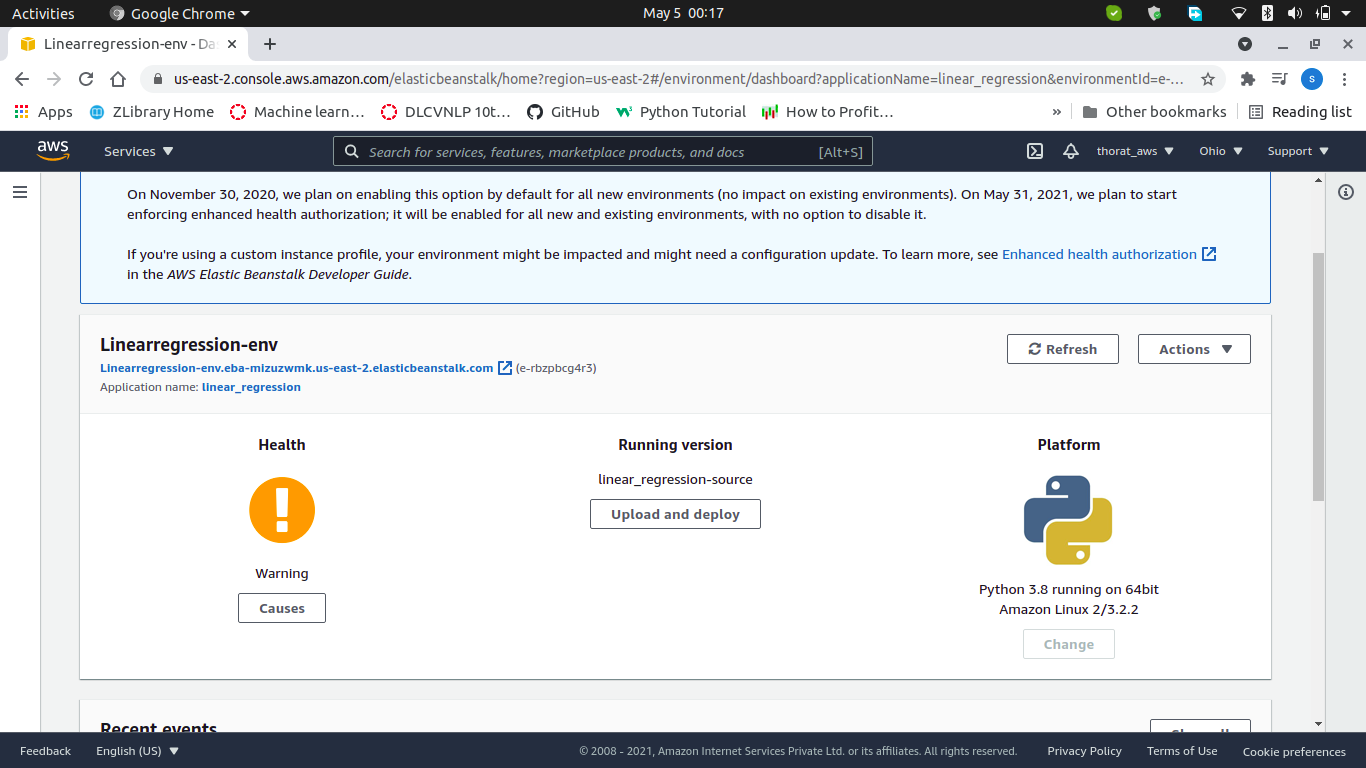 Activities
Google Chrome
May 5 00:17
Linearregression-env - Da
us-east-2.console.aws.amazon.com/elasticbeanstalk/home?region=us-east-2#/environment/dashboard?applicationName=linear_regression&environmentId=e-...
S
Apps
ZLibrary Home
Machine learn...
DLCVNLP 10t...
GitHub
Python Tutorial
How to Profit...
»
Other bookmarks
Reading list
aws
Services
Search for services, features, marketplace products, and docs
[Alt+S]
thorat_aws
Ohio
Support
On November 30, 2020, we plan on enabling this option by default for all new environments (no impact on existing environments). On May 31, 2021, we plan to start
enforcing enhanced health authorization; it will be enabled for all new and existing environments, with no option to disable it.
If you're using a custom instance profile, your environment might be impacted and might need a configuration update. To learn more, see Enhanced health authorization
in the AWS Elastic Beanstalk Developer Guide.
Linearregression-env
Refresh
Actions
Linearregression-env.eba-mizuzwmk.us-east-2.elasticbeanstalk.com (e-rbzpbcg4r3)
Application name: linear_regression
Health
Running version
Platform
linear_regression-source
Upload and deploy
Warning
Causes
Python 3.8 running on 64bit
Amazon Linux 2/3.2.2
Change
Recent events
Feedback
English (US)
© 2008 - 2021, Amazon Internet Services Private Ltd. or its affiliates. All rights reserved.
Privacy Policy
Terms of Use
Cookie preferences